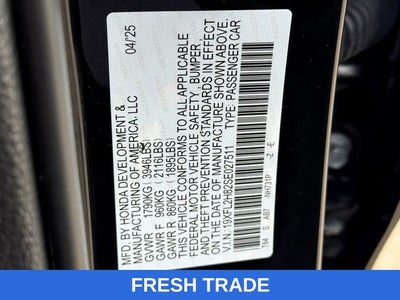 MFD. BY HONDA DEVELOPMENT &
MANUFACTURING OF AMERICA, LLC
04/25
GVWR 1790KG (3946LBS)
GAWR F 960KG (2116LBS)
GAWR R 860KG (1895LBS)
THIS VEHICLE CONFORMS TO ALL APPLICABLE
FEDERAL MOTOR VEHICLE SAFETY, BUMPER
AND THEFT PREVENTION STANDARDS IN EFFECT
ON THE DATE OF MANUFACTURE SHOWN ABOVE.
V.I.N.: 19XFL2H82SE027511
TYPE: PASSENGER CAR
S
NH731P
Z
E
FRESH TRADE